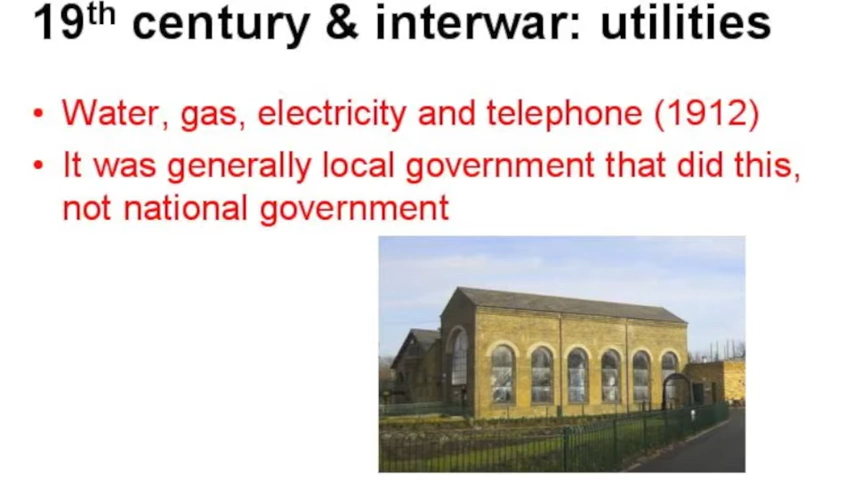 19th century & interwar: utilities
• Water, gas, electricity and telephone (1912)
• It was generally local government that did this,
not national government